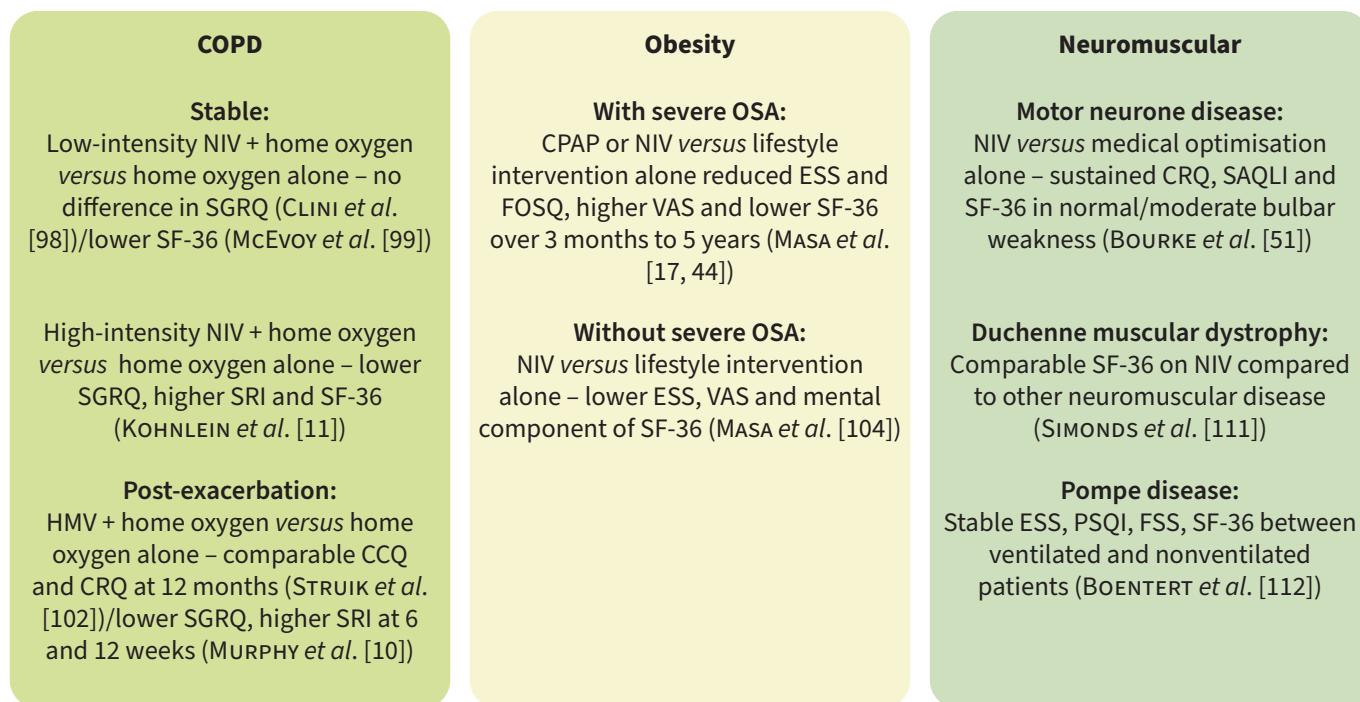 COPD
Stable:
Low-intensity NIV + home oxygen
versus home oxygen alone – no
difference in SGRQ (CLINI et al.
[98])/lower SF-36 (MCEVOY et al. [99])
High-intensity NIV + home oxygen
versus home oxygen alone – lower
SGRQ, higher SRI and SF-36
(KOHNLEIN et al. [11])
Post-exacerbation:
HMV + home oxygen versus home
oxygen alone – comparable CCQ
and CRQ at 12 months (STRUIK et al.
[102])/lower SGRQ, higher SRI at 6
and 12 weeks (MURPHY et al. [10])
Obesity
With severe OSA:
CPAP or NIV versus lifestyle
intervention alone reduced ESS and
FOSQ, higher VAS and lower SF-36
over 3 months to 5 years (MASA et al.
[17, 44])
Without severe OSA:
NIV versus lifestyle intervention
alone – lower ESS, VAS and mental
component of SF-36 (MASA et al. [104])
Neuromuscular
Motor neurone disease:
NIV versus medical optimisation
alone – sustained CRQ, SAQLI and
SF-36 in normal/moderate bulbar
weakness (BOURKE et al. [51])
Duchenne muscular dystrophy:
Comparable SF-36 on NIV compared
to other neuromuscular disease
(SIMONDS et al. [111])
Pompe disease:
Stable ESS, PSQI, FSS, SF-36 between
ventilated and nonventilated
patients (BOENTERT et al. [112])